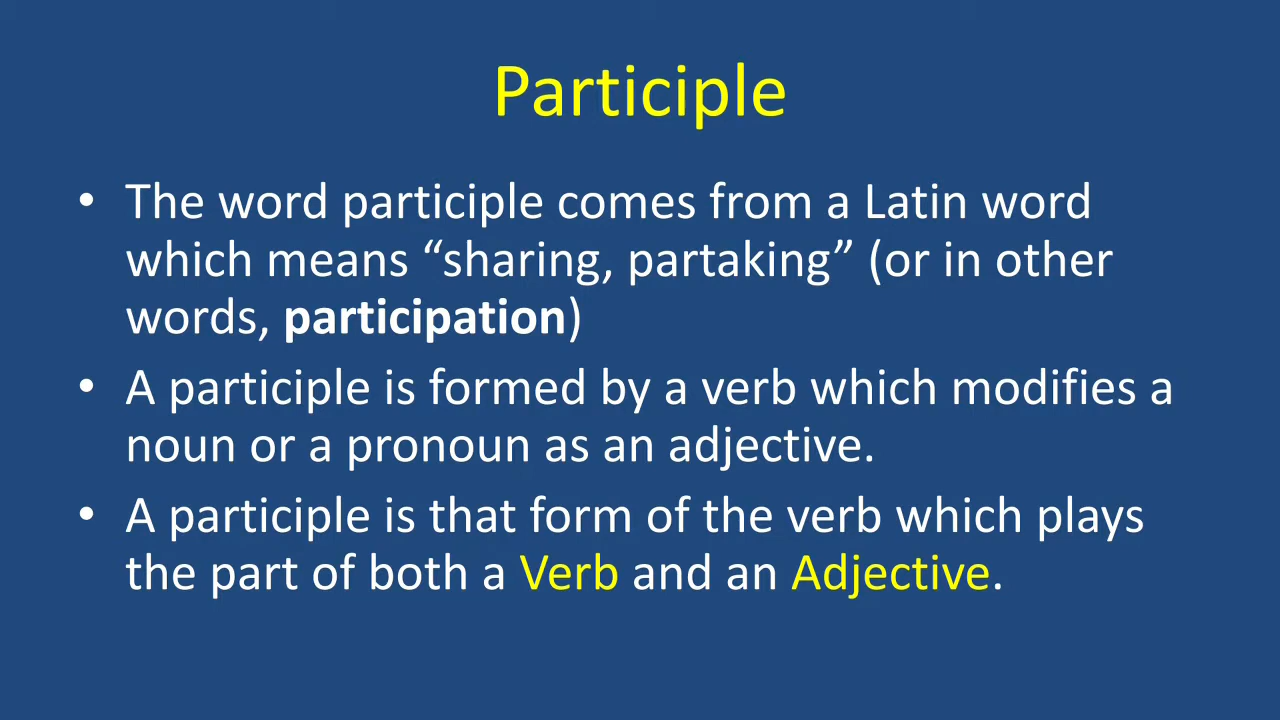 Participle
• The word participle comes from a Latin word
which means “sharing, partaking” (or in other
words, participation)
• A participle is formed by a verb which modifies a
noun or a pronoun as an adjective.
• A participle is that form of the verb which plays
the part of both a Verb and an Adjective.